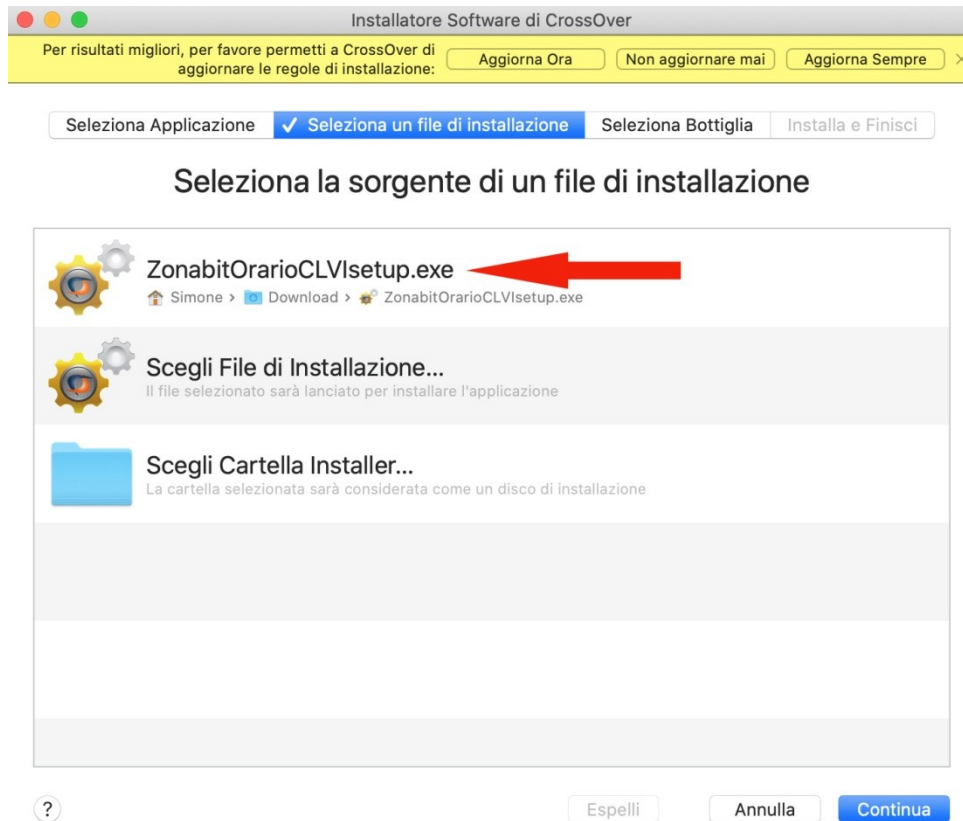 Installatore Software di CrossOver
Per risultati migliori, per favore permetti a CrossOver di
aggiornare le regole di installazione:
Aggiorna Ora
Non aggiornare mai
Aggiorna Sempre
Seleziona Applicazione
✓ Seleziona un file di installazione
Seleziona Bottiglia
Installa e Finisci
Seleziona la sorgente di un file di installazione
ZonabitOrarioCLVIsetup.exe
Simone > Download > ZonabitOrarioCLVIsetup.exe
Scegli File di Installazione...
Il file selezionato sarà lanciato per installare l'applicazione
Scegli Cartella Installer...
La cartella selezionata sarà considerata come un disco di installazione
?
Espelli
Annulla
Continua